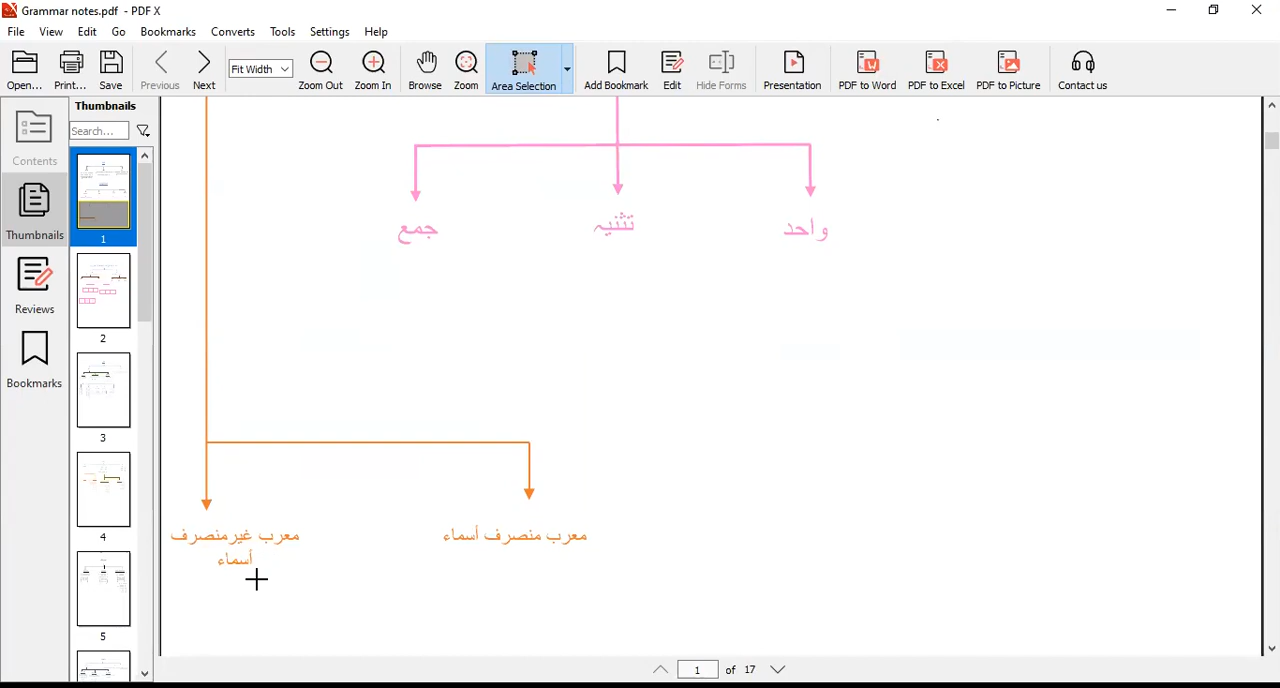 Grammar notes.pdf - PDF X
File View Edit Go Bookmarks Converts Tools Settings Help
Open... Print... Save Previous Next Fit Width Zoom Out Zoom In Browse Zoom Area Selection Add Bookmark Edit Hide Forms Presentation PDF to Word PDF to Excel PDF to Picture Contact us
Contents
Thumbnails
Reviews
Bookmarks
Thumbnails
Search...
1
2
3
4
5
واحد تثنیہ جمع
معرب منصرف أسماء
معرب غیرمنصرف
أسماء
1 of 17